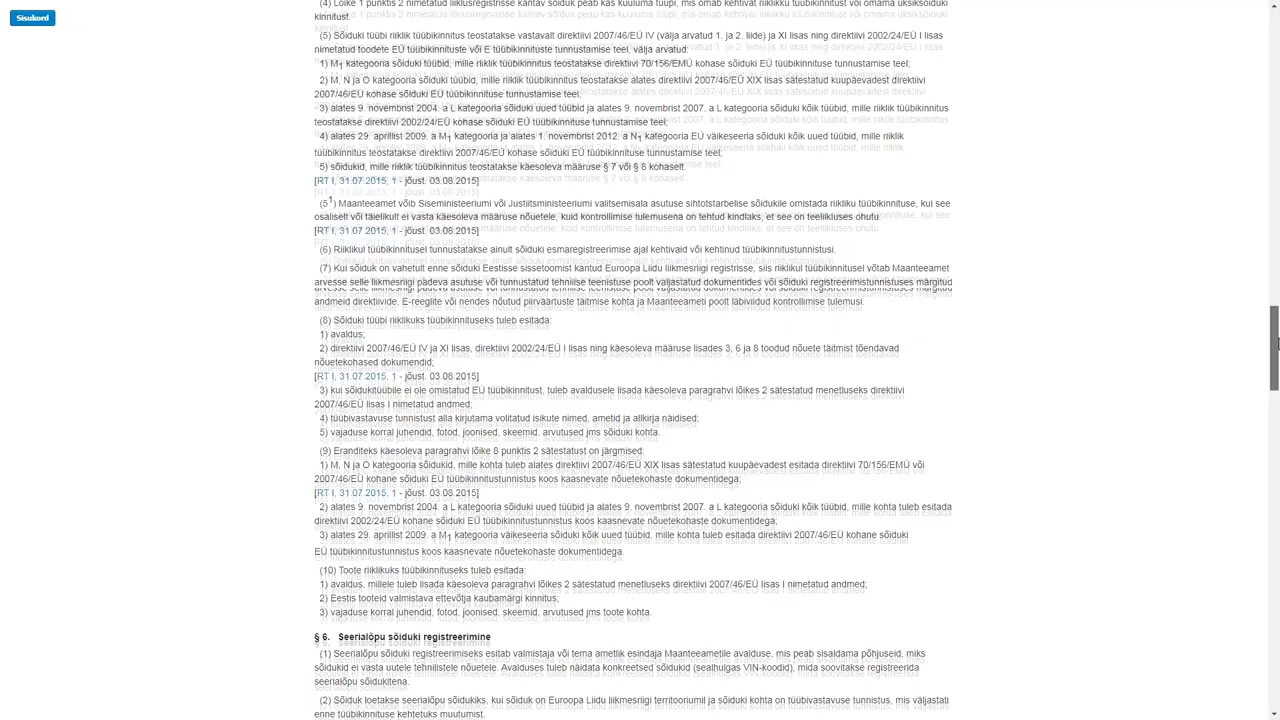 Sisukord
(4) Lõike 1 punktis 2 nimetatud liiklusregistrisse kantav sõiduk peab kas kuuluma tüüpi, mis omab kehtivat riiklikku tüübikinnitust või omama üksiksõiduki
kinnitust.
(5) Sõiduki tüübi riiklik tüübikinnitus teostatakse vastavalt direktiivi 2007/46/EÜ IV (välja arvatud 1. ja 2. liide) ja XI lisas ning direktiivi 2002/24/EÜ I lisas
nimetatud toodete EÜ tüübikinnituste või E tüübikinnituste tunnustamise teel, välja arvatud:
1) M1 kategooria sõiduki tüübid, mille riiklik tüübikinnitus teostatakse direktiivi 70/156/EMÜ kohase sõiduki EÜ tüübikinnituse tunnustamise teel;
2) M, N ja O kategooria sõiduki tüübid, mille riiklik tüübikinnitus teostatakse alates direktiivi 2007/46/EÜ XIX lisas sätestatud kuupäevadest direktiivi
2007/46/EÜ kohase sõiduki EÜ tüübikinnituse tunnustamise teel;
3) alates 9. novembrist 2004. a L kategooria sõiduki uued tüübid ja alates 9. novembrist 2007. a L kategooria sõiduki kõik tüübid, mille riiklik tüübikinnitus
teostatakse direktiivi 2002/24/EÜ kohase sõiduki EÜ tüübikinnituse tunnustamise teel;
4) alates 29. aprillist 2009. a M1 kategooria ja alates 1. novembrist 2012. a N1 kategooria EÜ väikeseeria sõiduki kõik uued tüübid, mille riiklik
tüübikinnitus teostatakse direktiivi 2007/46/EÜ kohase sõiduki EÜ tüübikinnituse tunnustamise teel;
5) sõidukid, mille riiklik tüübikinnitus teostatakse käesoleva määruse § 7 või § 8 kohaselt.
[RT I, 31.07.2015, 1 - jõust. 03.08.2015]
(5¹) Maanteeamet võib Siseministeeriumi või Justiitsministeeriumi valitsemisala asutuse sihtotstarbelise sõidukile omistada riikliku tüübikinnituse, kui see
osaliselt või täielikult ei vasta käesoleva määruse nõuetele, kuid kontrollimise tulemusena on tehtud kindlaks, et see on teeliikluses ohutu.
[RT I, 31.07.2015, 1 - jõust. 03.08.2015]
(6) Riiklikul tüübikinnitusel tunnustatakse ainult sõiduki esmaregistreerimise ajal kehtivaid või kehtinud tüübikinnitustunnistusi.
(7) Kui sõiduk on vahetult enne sõiduki Eestisse sissetoomist kantud Euroopa Liidu liikmesriigi registrisse, siis riiklikul tüübikinnitusel võtab Maanteeamet
arvesse selle liikmesriigi pädeva asutuse või tunnustatud tehnilise teenistuse poolt väljastatud dokumentides või sõiduki registreerimistunnistuses märgitud
andmeid direktiivide, E-reeglite või nendes nõutud piirväärtuste täitmise kohta ja Maanteeameti poolt läbiviidud kontrollimise tulemusi.
(8) Sõiduki tüübi riiklikuks tüübikinnituseks tuleb esitada:
1) avaldus;
2) direktiivi 2007/46/EÜ IV ja XI lisas, direktiivi 2002/24/EÜ I lisas ning käesoleva määruse lisades 3, 6 ja 8 toodud nõuete täitmist tõendavad
nõuetekohased dokumendid;
[RT I, 31.07.2015, 1 - jõust. 03.08.2015]
3) kui sõidukitüübile ei ole omistatud EÜ tüübikinnitust, tuleb avaldusele lisada käesoleva paragrahvi lõikes 2 sätestatud menetluseks direktiivi
2007/46/EÜ lisas I nimetatud andmed;
4) tüübivastavuse tunnistust alla kirjutama volitatud isikute nimed, ametid ja allkirja näidised;
5) vajaduse korral juhendid, fotod, joonised, skeemid, arvutused jms sõiduki kohta.
(9) Eranditeks käesoleva paragrahvi lõike 8 punktis 2 sätestatust on järgmised:
1) M, N ja O kategooria sõidukid, mille kohta tuleb alates direktiivi 2007/46/EÜ XIX lisas sätestatud kuupäevadest esitada direktiivi 70/156/EMÜ või
2007/46/EÜ kohane sõiduki EÜ tüübikinnitustunnistus koos kaasnevate nõuetekohaste dokumentidega;
[RT I, 31.07.2015, 1 - jõust. 03.08.2015]
2) alates 9. novembrist 2004. a L kategooria sõiduki uued tüübid ja alates 9. novembrist 2007. a L kategooria sõiduki kõik tüübid, mille kohta tuleb esitada
direktiivi 2002/24/EÜ kohane sõiduki EÜ tüübikinnitustunnistus koos kaasnevate nõuetekohaste dokumentidega;
3) alates 29. aprillist 2009. a M1 kategooria väikeseeria sõiduki kõik uued tüübid, mille kohta tuleb esitada direktiivi 2007/46/EÜ kohane sõiduki
EÜ tüübikinnitustunnistus koos kaasnevate nõuetekohaste dokumentidega.
(10) Toote riiklikuks tüübikinnituseks tuleb esitada:
1) avaldus, millele tuleb lisada käesoleva paragrahvi lõikes 2 sätestatud menetluseks direktiivi 2007/46/EÜ lisas I nimetatud andmed;
2) Eestis tooteid valmistava ettevõtja kaubamärgi kinnitus;
3) vajaduse korral juhendid, fotod, joonised, skeemid, arvutused jms toote kohta.
§ 6. Seerialõpu sõiduki registreerimine
(1) Seerialõpu sõiduki registreerimiseks esitab valmistaja või tema ametlik esindaja Maanteeametile avalduse, mis peab sisaldama põhjuseid, miks
sõidukid ei vasta uutele tehnilistele nõuetele. Avalduses tuleb näidata konkreetsed sõidukid (sealhulgas VIN-koodid), mida soovitakse registreerida
seerialõpu sõidukitena.
(2) Sõiduk loetakse seerialõpu sõidukiks, kui sõiduk on Euroopa Liidu liikmesriigi territooriumil ja sõiduki kohta on tüübivastavuse tunnistus, mis väljastati
enne tüübikinnituse kehtetuks muutumist.